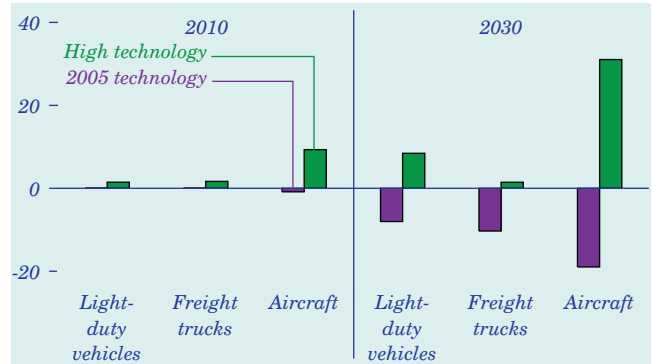 40
2010
2030
High technology
2005 technology
20
0
-20
Light-
duty
vehicles
Freight
trucks
Aircraft
Light-
duty
vehicles
Freight
trucks
Aircraft